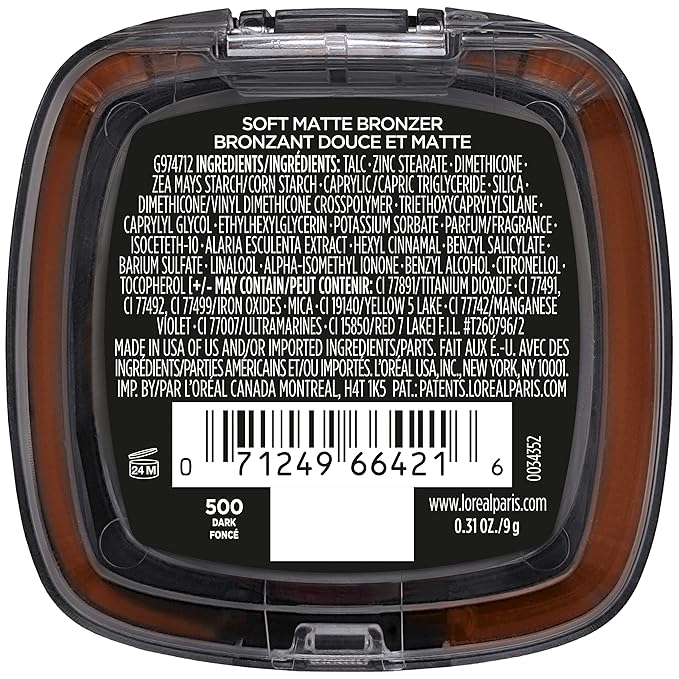 SOFT MATTE BRONZER
BRONZANT DOUCE ET MATTE
G974712 INGREDIENTS/INGRÉDIENTS: TALC • ZINC STEARATE • DIMETHICONE •
ZEA MAYS STARCH/CORN STARCH • CAPRYLIC/CAPRIC TRIGLYCERIDE • SILICA •
DIMETHICONE/VINYL DIMETHICONE CROSSPOLYMER • TRIETHOXYCAPRYLYLSILANE •
CAPRYLYL GLYCOL • ETHYLHEXYLGLYCERIN • POTASSIUM SORBATE • PARFUM/FRAGRANCE •
ISOCETETH-10 • ALARIA ESCULENTA EXTRACT • HEXYL CINNAMAL • BENZYL SALICYLATE •
BARIUM SULFATE • LINALOOL • ALPHA-ISOMETHYL IONONE • BENZYL ALCOHOL • CITRONELLOL •
TOCOPHEROL [+/- MAY CONTAIN/PEUT CONTENIR: CI 77891/TITANIUM DIOXIDE • CI 77491,
CI 77492, CI 77499/IRON OXIDES • MICA • CI 19140/YELLOW 5 LAKE • CI 77742/MANGANESE
VIOLET • CI 77007/ULTRAMARINES • CI 15850/RED 7 LAKE] F.I.L. #T260796/2
MADE IN USA OF US AND/OR IMPORTED INGREDIENTS/PARTS. FAIT AUX É.-U. AVEC DES
INGRÉDIENTS/PARTIES AMÉRICAINS ET/OU IMPORTÉS. L'ORÉAL USA, INC., NEW YORK, NY 10001.
IMP. BY/PAR L'ORÉAL CANADA MONTREAL, H4T 1K5 PAT.: PATENTS.LOREALPARIS.COM
24 M
0 71249 66421 6
0034352
500
DARK
FONCÉ
www.lorealparis.com
0.31 OZ./9 g